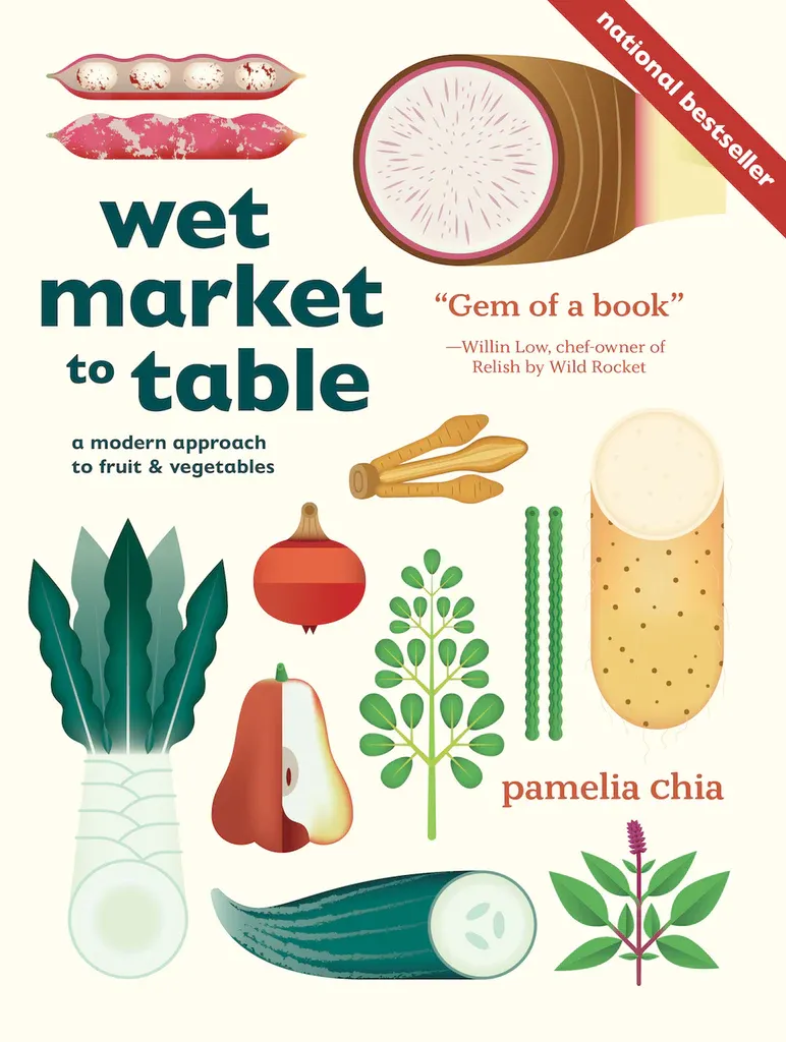 national bestseller
wet
market
to table
a modern approach
to fruit & vegetables
“Gem of a book”
—Willin Low, chef-owner of
Relish by Wild Rocket
pamelia chia